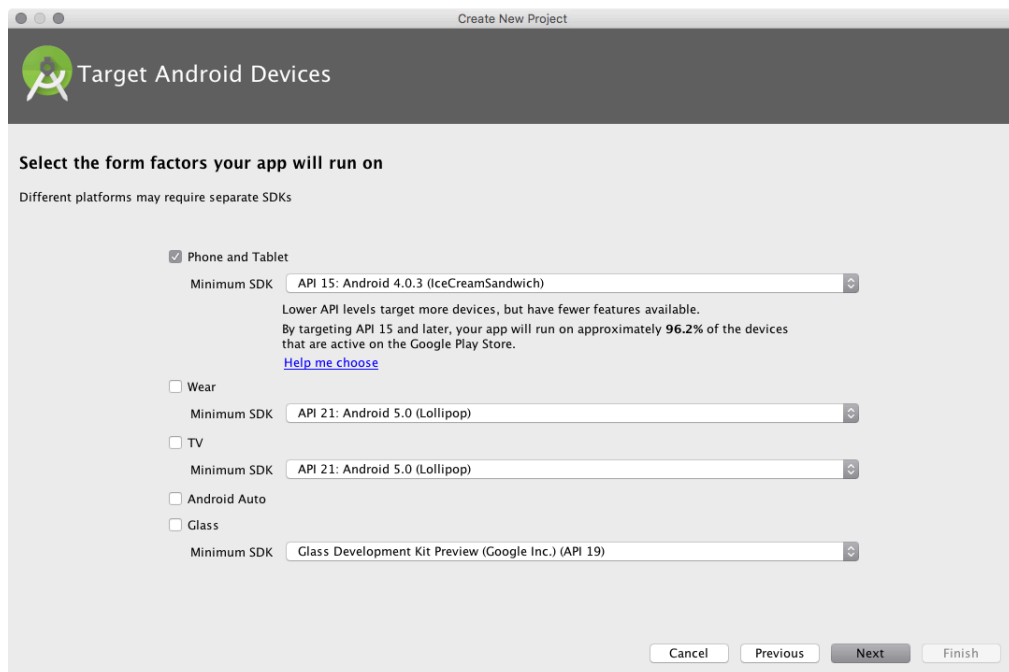 Create New Project
Target Android Devices
Select the form factors your app will run on
Different platforms may require separate SDKs
Phone and Tablet
Minimum SDK API 15: Android 4.0.3 (IceCreamSandwich)
Lower API levels target more devices, but have fewer features available.
By targeting API 15 and later, your app will run on approximately 96.2% of the devices
that are active on the Google Play Store.
Help me choose
Wear
Minimum SDK API 21: Android 5.0 (Lollipop)
TV
Minimum SDK API 21: Android 5.0 (Lollipop)
Android Auto
Glass
Minimum SDK Glass Development Kit Preview (Google Inc.) (API 19)
Cancel Previous Next Finish